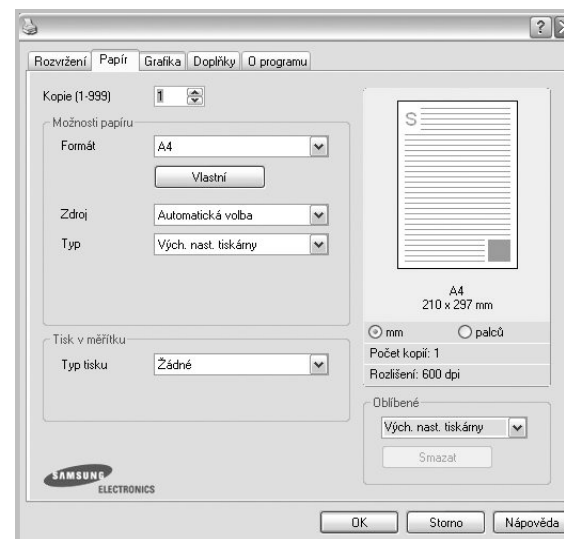 Rozvržení Papír Grafika Doplňky O programu
Kopie (1-999) 1
Možnosti papíru
Formát A4
Vlastní
Zdroj Automatická volba
Typ Vých. nast. tiskárny
Tisk v měřítku
Typ tisku Žádné
SAMSUNG
ELECTRONICS
S
A4
210 x 297 mm
mm palců
Počet kopií: 1
Rozlišení: 600 dpi
Oblíbené
Vých. nast. tiskárny
Smazat
OK Storno Nápověda